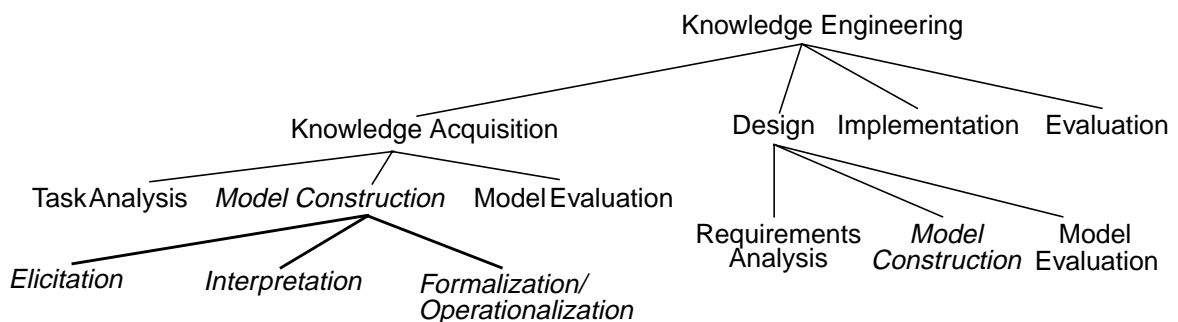 Knowledge Engineering
Knowledge Acquisition
Design
Implementation
Evaluation
Task Analysis
Model Construction
Model Evaluation
Requirements
Analysis
Model
Construction
Model
Evaluation
Elicitation
Interpretation
Formalization/
Operationalization